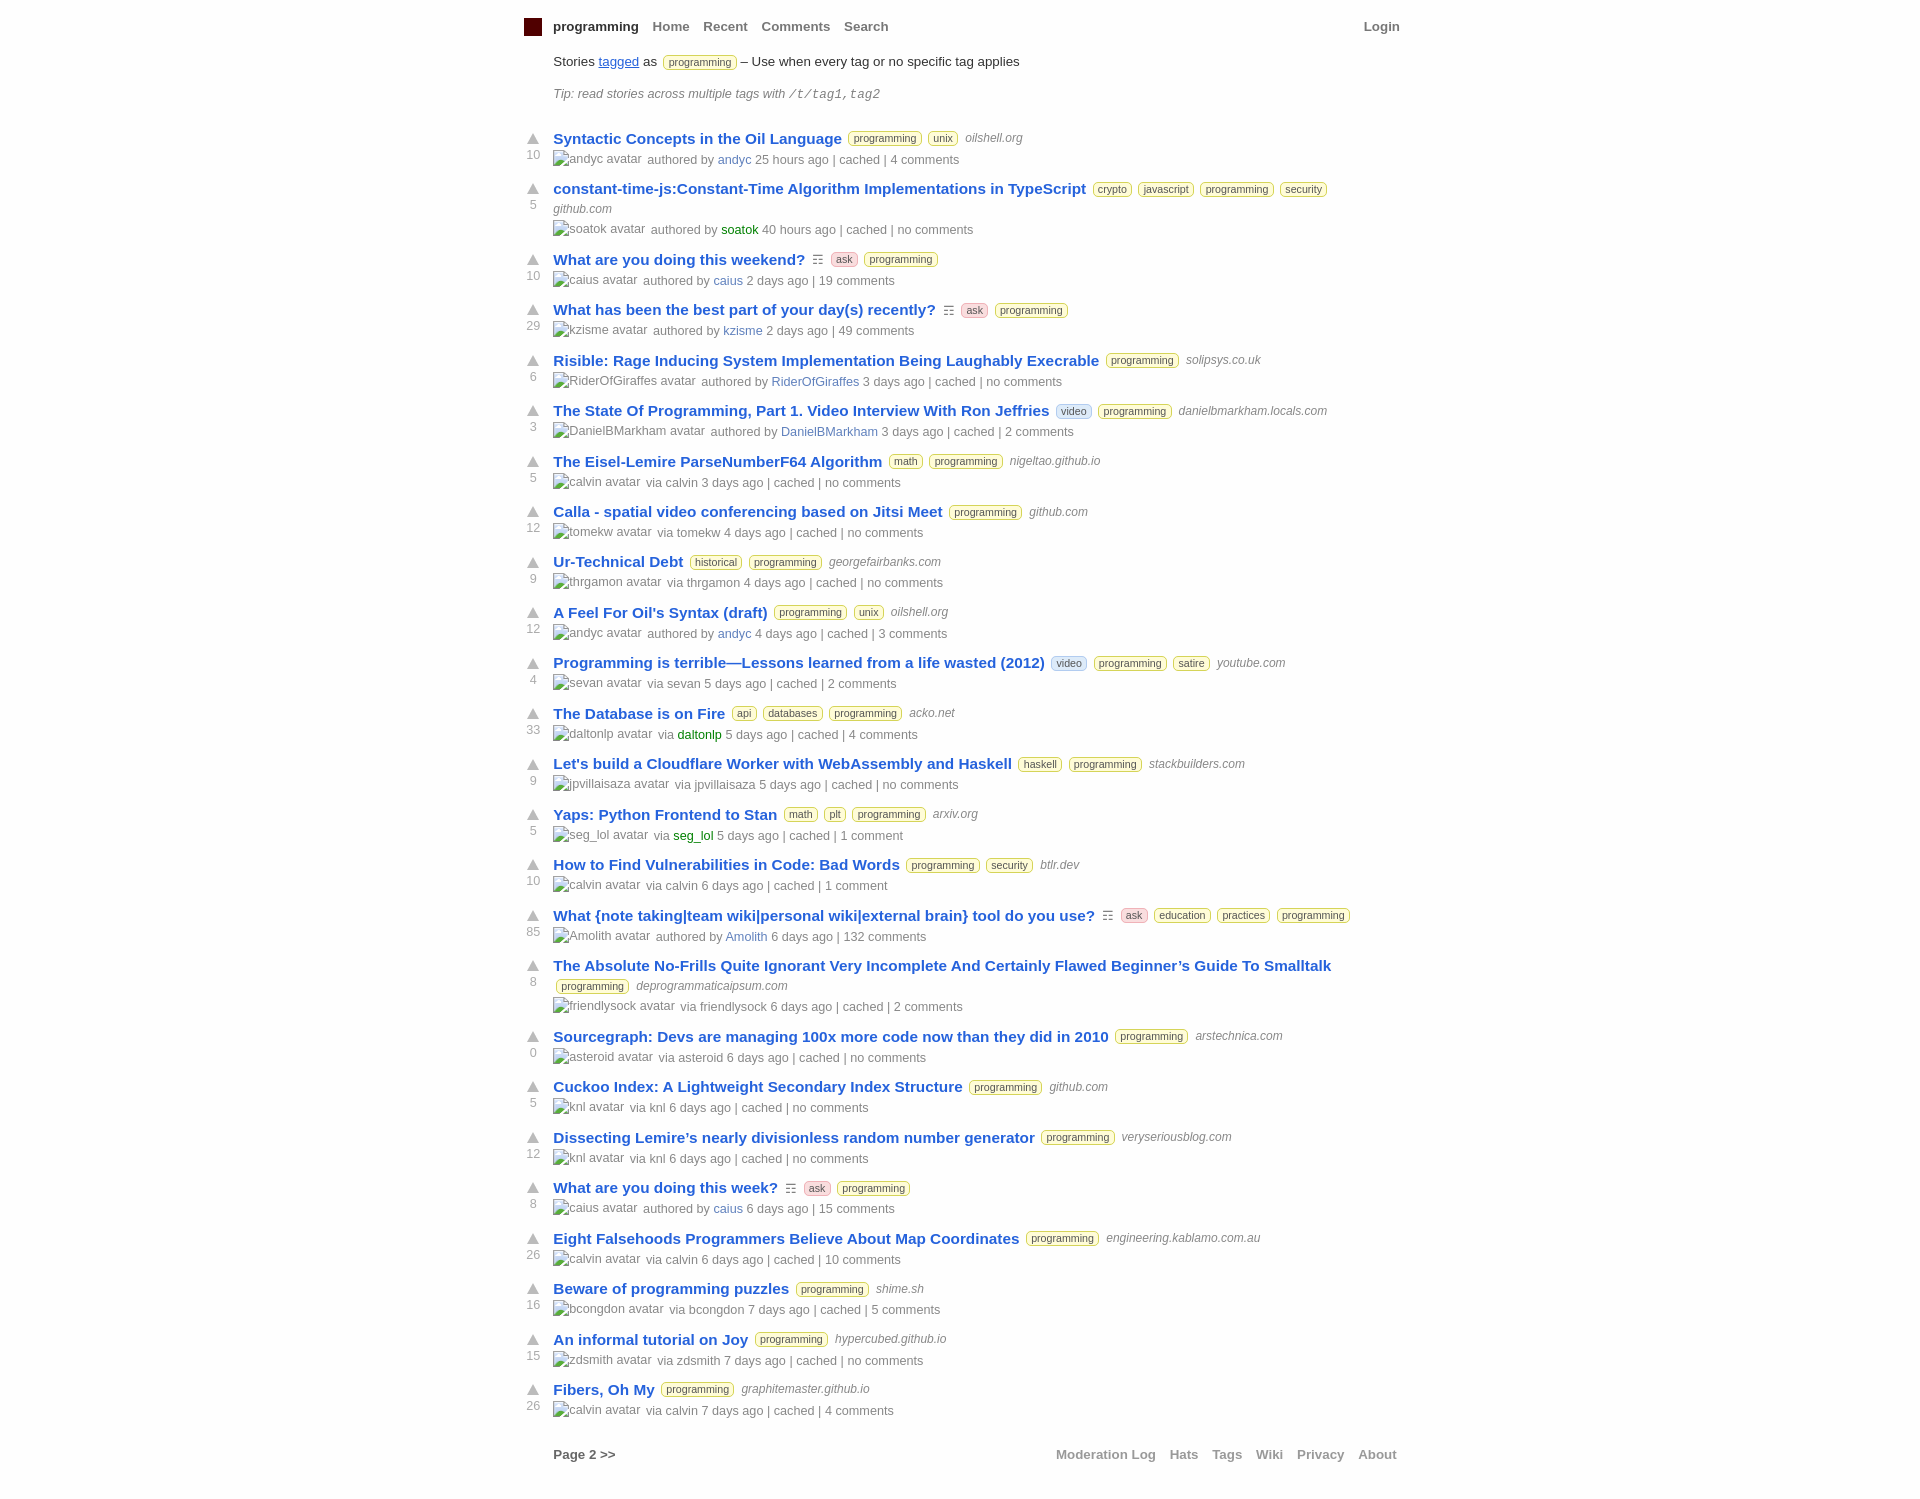 programming Home Recent Comments Search Login
Stories tagged as programming – Use when every tag or no specific tag applies
Tip: read stories across multiple tags with /t/tag1,tag2
Syntactic Concepts in the Oil Language programming unix oilshell.org
10 andyc avatar authored by andyc 25 hours ago | cached | 4 comments
constant-time-js:Constant-Time Algorithm Implementations in TypeScript crypto javascript programming security
5 github.com
soatok avatar authored by soatok 40 hours ago | cached | no comments
What are you doing this weekend? ☶ ask programming
10 caius avatar authored by caius 2 days ago | 19 comments
What has been the best part of your day(s) recently? ☶ ask programming
29 kzisme avatar authored by kzisme 2 days ago | 49 comments
Risible: Rage Inducing System Implementation Being Laughably Execrable programming solipsys.co.uk
6 RiderOfGiraffes avatar authored by RiderOfGiraffes 3 days ago | cached | no comments
The State Of Programming, Part 1. Video Interview With Ron Jeffries video programming danielbmarkham.locals.com
3 DanielBMarkham avatar authored by DanielBMarkham 3 days ago | cached | 2 comments
The Eisel-Lemire ParseNumberF64 Algorithm math programming nigeltao.github.io
5 calvin avatar via calvin 3 days ago | cached | no comments
Calla - spatial video conferencing based on Jitsi Meet programming github.com
12 tomekw avatar via tomekw 4 days ago | cached | no comments
Ur-Technical Debt historical programming georgefairbanks.com
9 thrgamon avatar via thrgamon 4 days ago | cached | no comments
A Feel For Oil's Syntax (draft) programming unix oilshell.org
12 andyc avatar authored by andyc 4 days ago | cached | 3 comments
Programming is terrible—Lessons learned from a life wasted (2012) video programming satire youtube.com
4 sevan avatar via sevan 5 days ago | cached | 2 comments
The Database is on Fire api databases programming acko.net
33 daltonlp avatar via daltonlp 5 days ago | cached | 4 comments
Let's build a Cloudflare Worker with WebAssembly and Haskell haskell programming stackbuilders.com
9 jpvillaisaza avatar via jpvillaisaza 5 days ago | cached | no comments
Yaps: Python Frontend to Stan math plt programming arxiv.org
5 seg_lol avatar via seg_lol 5 days ago | cached | 1 comment
How to Find Vulnerabilities in Code: Bad Words programming security btlr.dev
10 calvin avatar via calvin 6 days ago | cached | 1 comment
What {note taking|team wiki|personal wiki|external brain} tool do you use? ☶ ask education practices programming
85 Amolith avatar authored by Amolith 6 days ago | 132 comments
The Absolute No-Frills Quite Ignorant Very Incomplete And Certainly Flawed Beginner’s Guide To Smalltalk
8 programming deprogrammaticaipsum.com
friendlysock avatar via friendlysock 6 days ago | cached | 2 comments
Sourcegraph: Devs are managing 100x more code now than they did in 2010 programming arstechnica.com
0 asteroid avatar via asteroid 6 days ago | cached | no comments
Cuckoo Index: A Lightweight Secondary Index Structure programming github.com
5 knl avatar via knl 6 days ago | cached | no comments
Dissecting Lemire’s nearly divisionless random number generator programming veryseriousblog.com
12 knl avatar via knl 6 days ago | cached | no comments
What are you doing this week? ☶ ask programming
8 caius avatar authored by caius 6 days ago | 15 comments
Eight Falsehoods Programmers Believe About Map Coordinates programming engineering.kablamo.com.au
26 calvin avatar via calvin 6 days ago | cached | 10 comments
Beware of programming puzzles programming shime.sh
16 bcongdon avatar via bcongdon 7 days ago | cached | 5 comments
An informal tutorial on Joy programming hypercubed.github.io
15 zdsmith avatar via zdsmith 7 days ago | cached | no comments
Fibers, Oh My programming graphitemaster.github.io
26 calvin avatar via calvin 7 days ago | cached | 4 comments
Page 2 >> Moderation Log Hats Tags Wiki Privacy About